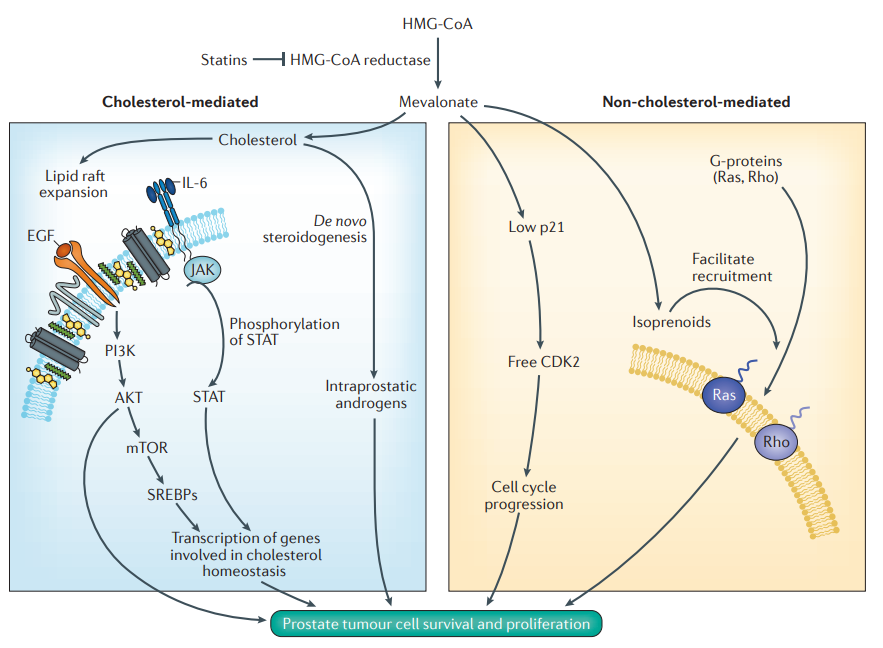 HMG-CoA
Statins
HMG-CoA reductase
Cholesterol-mediated
Mevalonate
Non-cholesterol-mediated
Cholesterol
Lipid raft
expansion
IL-6
EGF
JAK
De novo
steroidogenesis
Phosphorylation
of STAT
PI3K
AKT
STAT
Intraprostatic
androgens
mTOR
SREBPs
Transcription of genes
involved in cholesterol
homeostasis
G-proteins
(Ras, Rho)
Low p21
Facilitate
recruitment
Isoprenoids
Free CDK2
Ras
Rho
Cell cycle
progression
Prostate tumour cell survival and proliferation